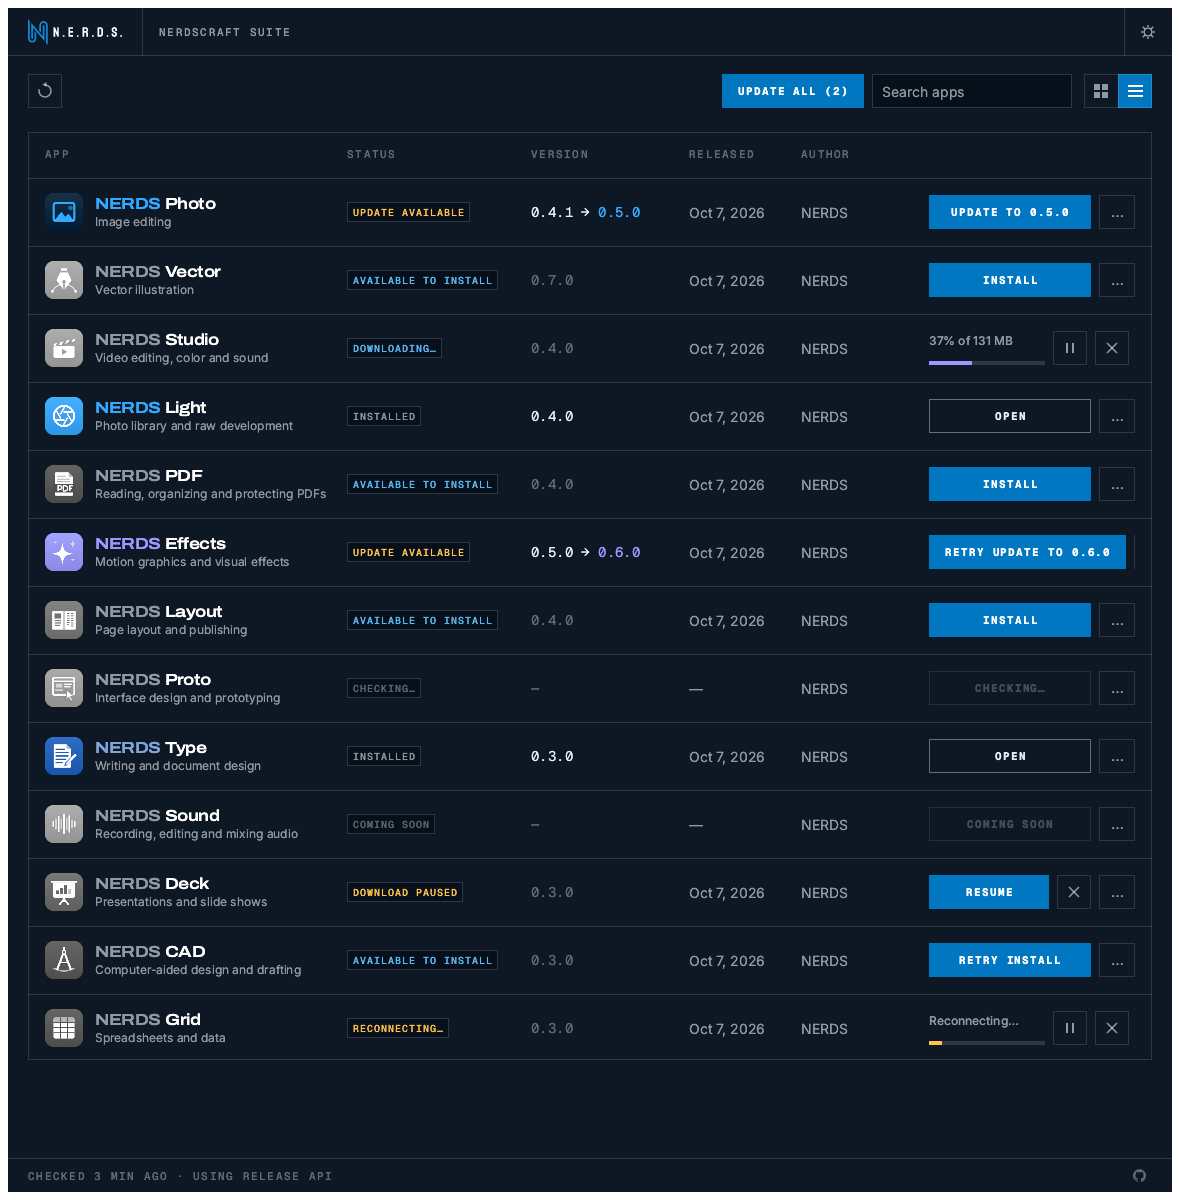 N.E.R.D.S. NERDSCRAFT SUITE
UPDATE ALL (2) Search apps
APP STATUS VERSION RELEASED AUTHOR
NERDS Photo
Image editing
UPDATE AVAILABLE 0.4.1 → 0.5.0 Oct 7, 2026 NERDS UPDATE TO 0.5.0 ...
NERDS Vector
Vector illustration
AVAILABLE TO INSTALL 0.7.0 Oct 7, 2026 NERDS INSTALL ...
NERDS Studio
Video editing, color and sound
DOWNLOADING… 0.4.0 Oct 7, 2026 NERDS 37% of 131 MB
NERDS Light
Photo library and raw development
INSTALLED 0.4.0 Oct 7, 2026 NERDS OPEN ...
PDF
NERDS PDF
Reading, organizing and protecting PDFs
AVAILABLE TO INSTALL 0.4.0 Oct 7, 2026 NERDS INSTALL ...
NERDS Effects
Motion graphics and visual effects
UPDATE AVAILABLE 0.5.0 → 0.6.0 Oct 7, 2026 NERDS RETRY UPDATE TO 0.6.0
NERDS Layout
Page layout and publishing
AVAILABLE TO INSTALL 0.4.0 Oct 7, 2026 NERDS INSTALL ...
NERDS Proto
Interface design and prototyping
CHECKING… — — NERDS CHECKING… ...
NERDS Type
Writing and document design
INSTALLED 0.3.0 Oct 7, 2026 NERDS OPEN ...
NERDS Sound
Recording, editing and mixing audio
COMING SOON — — NERDS COMING SOON ...
NERDS Deck
Presentations and slide shows
DOWNLOAD PAUSED 0.3.0 Oct 7, 2026 NERDS RESUME ...
NERDS CAD
Computer-aided design and drafting
AVAILABLE TO INSTALL 0.3.0 Oct 7, 2026 NERDS RETRY INSTALL ...
NERDS Grid
Spreadsheets and data
RECONNECTING… 0.3.0 Oct 7, 2026 NERDS Reconnecting...
CHECKED 3 MIN AGO · USING RELEASE API